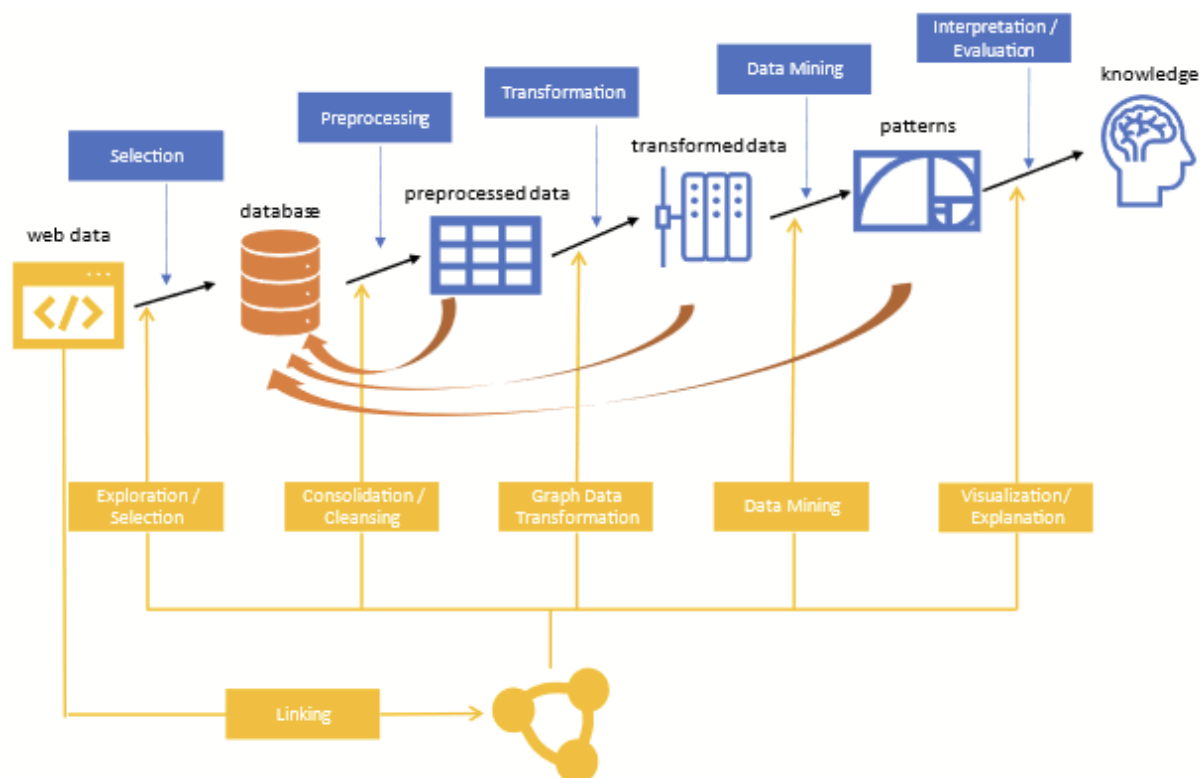 Interpretation /
Evaluation
Data Mining
knowledge
Transformation
patterns
Preprocessing
transformed data
Selection
preprocessed data
database
web data
</>
Exploration /
Selection
Consolidation /
Cleansing
Graph Data
Transformation
Data Mining
Visualization/
Explanation
Linking